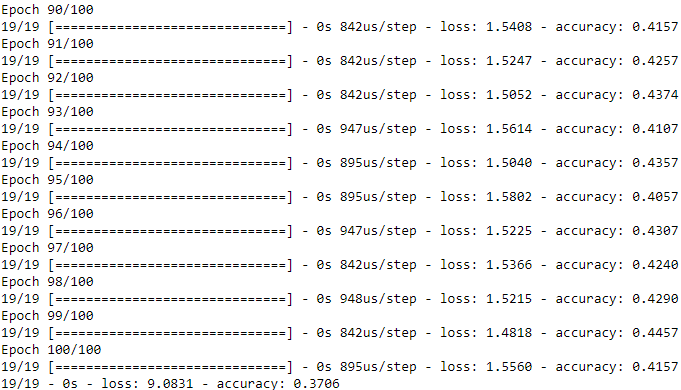 Epoch 90/100
19/19 [==============================] - 0s 842us/step - loss: 1.5408 - accuracy: 0.4157
Epoch 91/100
19/19 [==============================] - 0s 842us/step - loss: 1.5247 - accuracy: 0.4257
Epoch 92/100
19/19 [==============================] - 0s 842us/step - loss: 1.5052 - accuracy: 0.4374
Epoch 93/100
19/19 [==============================] - 0s 947us/step - loss: 1.5614 - accuracy: 0.4107
Epoch 94/100
19/19 [==============================] - 0s 895us/step - loss: 1.5040 - accuracy: 0.4357
Epoch 95/100
19/19 [==============================] - 0s 895us/step - loss: 1.5802 - accuracy: 0.4057
Epoch 96/100
19/19 [==============================] - 0s 947us/step - loss: 1.5225 - accuracy: 0.4307
Epoch 97/100
19/19 [==============================] - 0s 842us/step - loss: 1.5366 - accuracy: 0.4240
Epoch 98/100
19/19 [==============================] - 0s 948us/step - loss: 1.5215 - accuracy: 0.4290
Epoch 99/100
19/19 [==============================] - 0s 842us/step - loss: 1.4818 - accuracy: 0.4457
Epoch 100/100
19/19 [==============================] - 0s 895us/step - loss: 1.5560 - accuracy: 0.4157
19/19 - 0s - loss: 9.0831 - accuracy: 0.3706